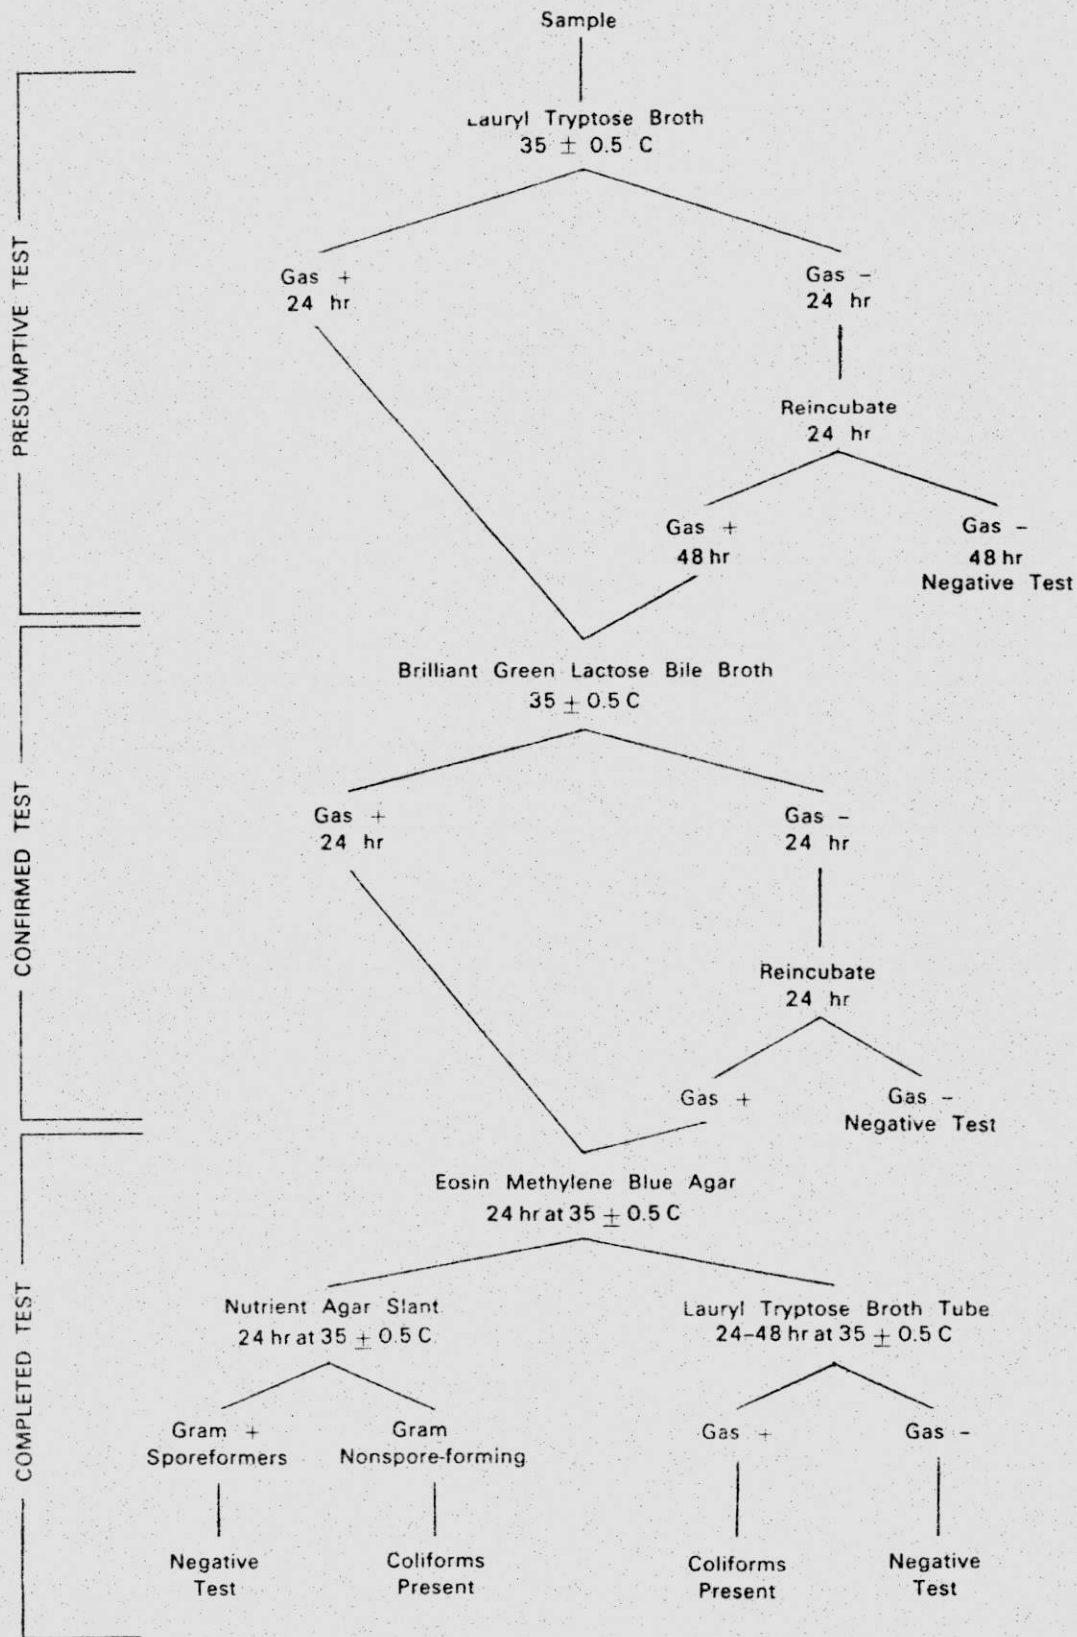 Sample
Lauryl Tryptose Broth
35 ± 0.5 C
PRESUMPTIVE TEST
Gas +
24 hr
Gas -
24 hr
Reincubate
24 hr
Gas +
48 hr
Gas -
48 hr
Negative Test
Brilliant Green Lactose Bile Broth
35 ± 0.5 C
CONFIRMED TEST
Gas +
24 hr
Gas -
24 hr
Reincubate
24 hr
Gas +
Gas -
Negative Test
Eosin Methylene Blue Agar
24 hr at 35 ± 0.5 C
COMPLETED TEST
Nutrient Agar Slant
24 hr at 35 ± 0.5 C
Lauryl Tryptose Broth Tube
24-48 hr at 35 ± 0.5 C
Gram +
Sporeformers
Gram
Nonspore-forming
Gas +
Gas -
Negative
Test
Coliforms
Present
Coliforms
Present
Negative
Test